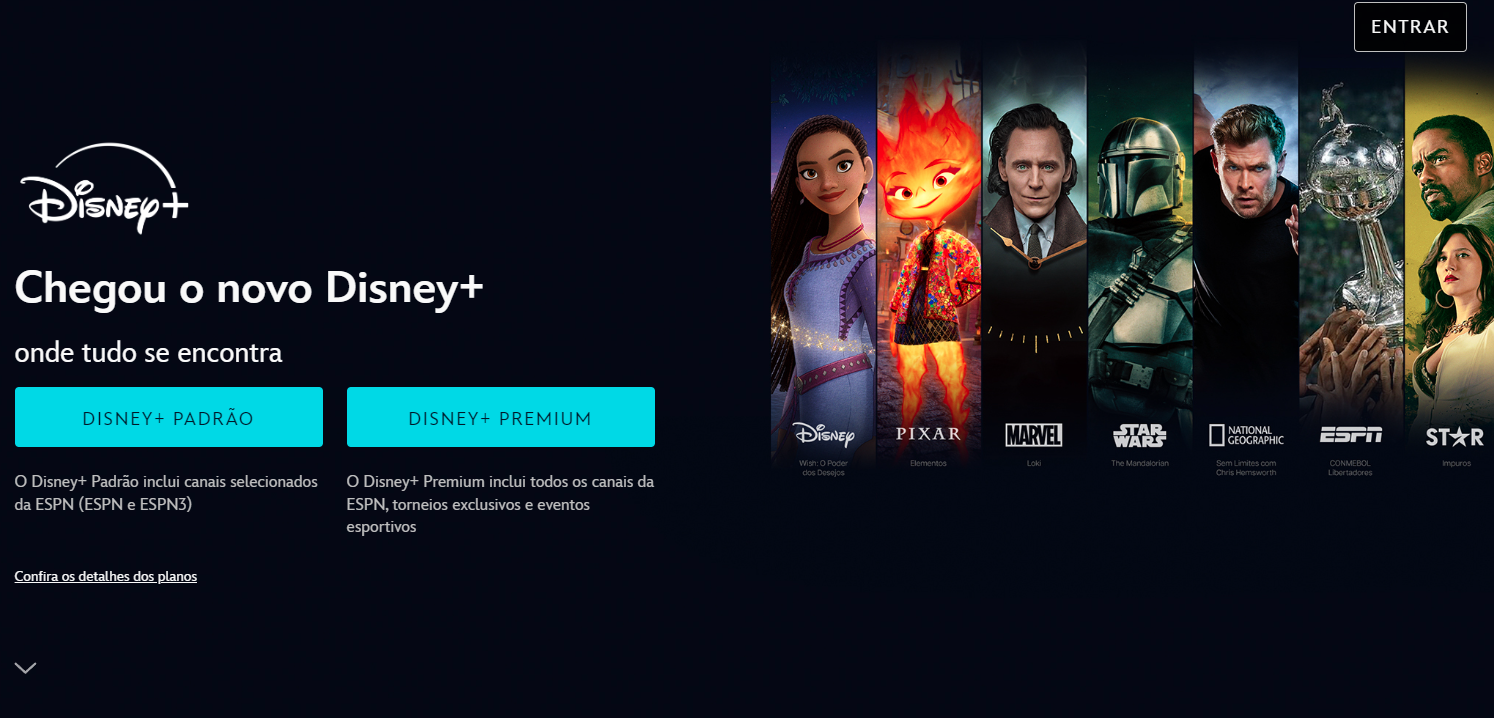 ENTRAR
Disney+
Chegou o novo Disney+
onde tudo se encontra
DISNEY+ PADRÃO
DISNEY+ PREMIUM
O Disney+ Padrão inclui canais selecionados
da ESPN (ESPN e ESPN3)
O Disney+ Premium inclui todos os canais da
ESPN, torneios exclusivos e eventos
esportivos
Confira os detalhes dos planos
Disney
Wish: O Poder
dos Desejos
PIXAR
Elementos
MARVEL
Loki
STAR
WARS
The Mandalorian
NATIONAL
GEOGRAPHIC
Sem Limites com
Chris Hemsworth
ESPN
CONMEBOL
Libertadores
STAR
Impuros